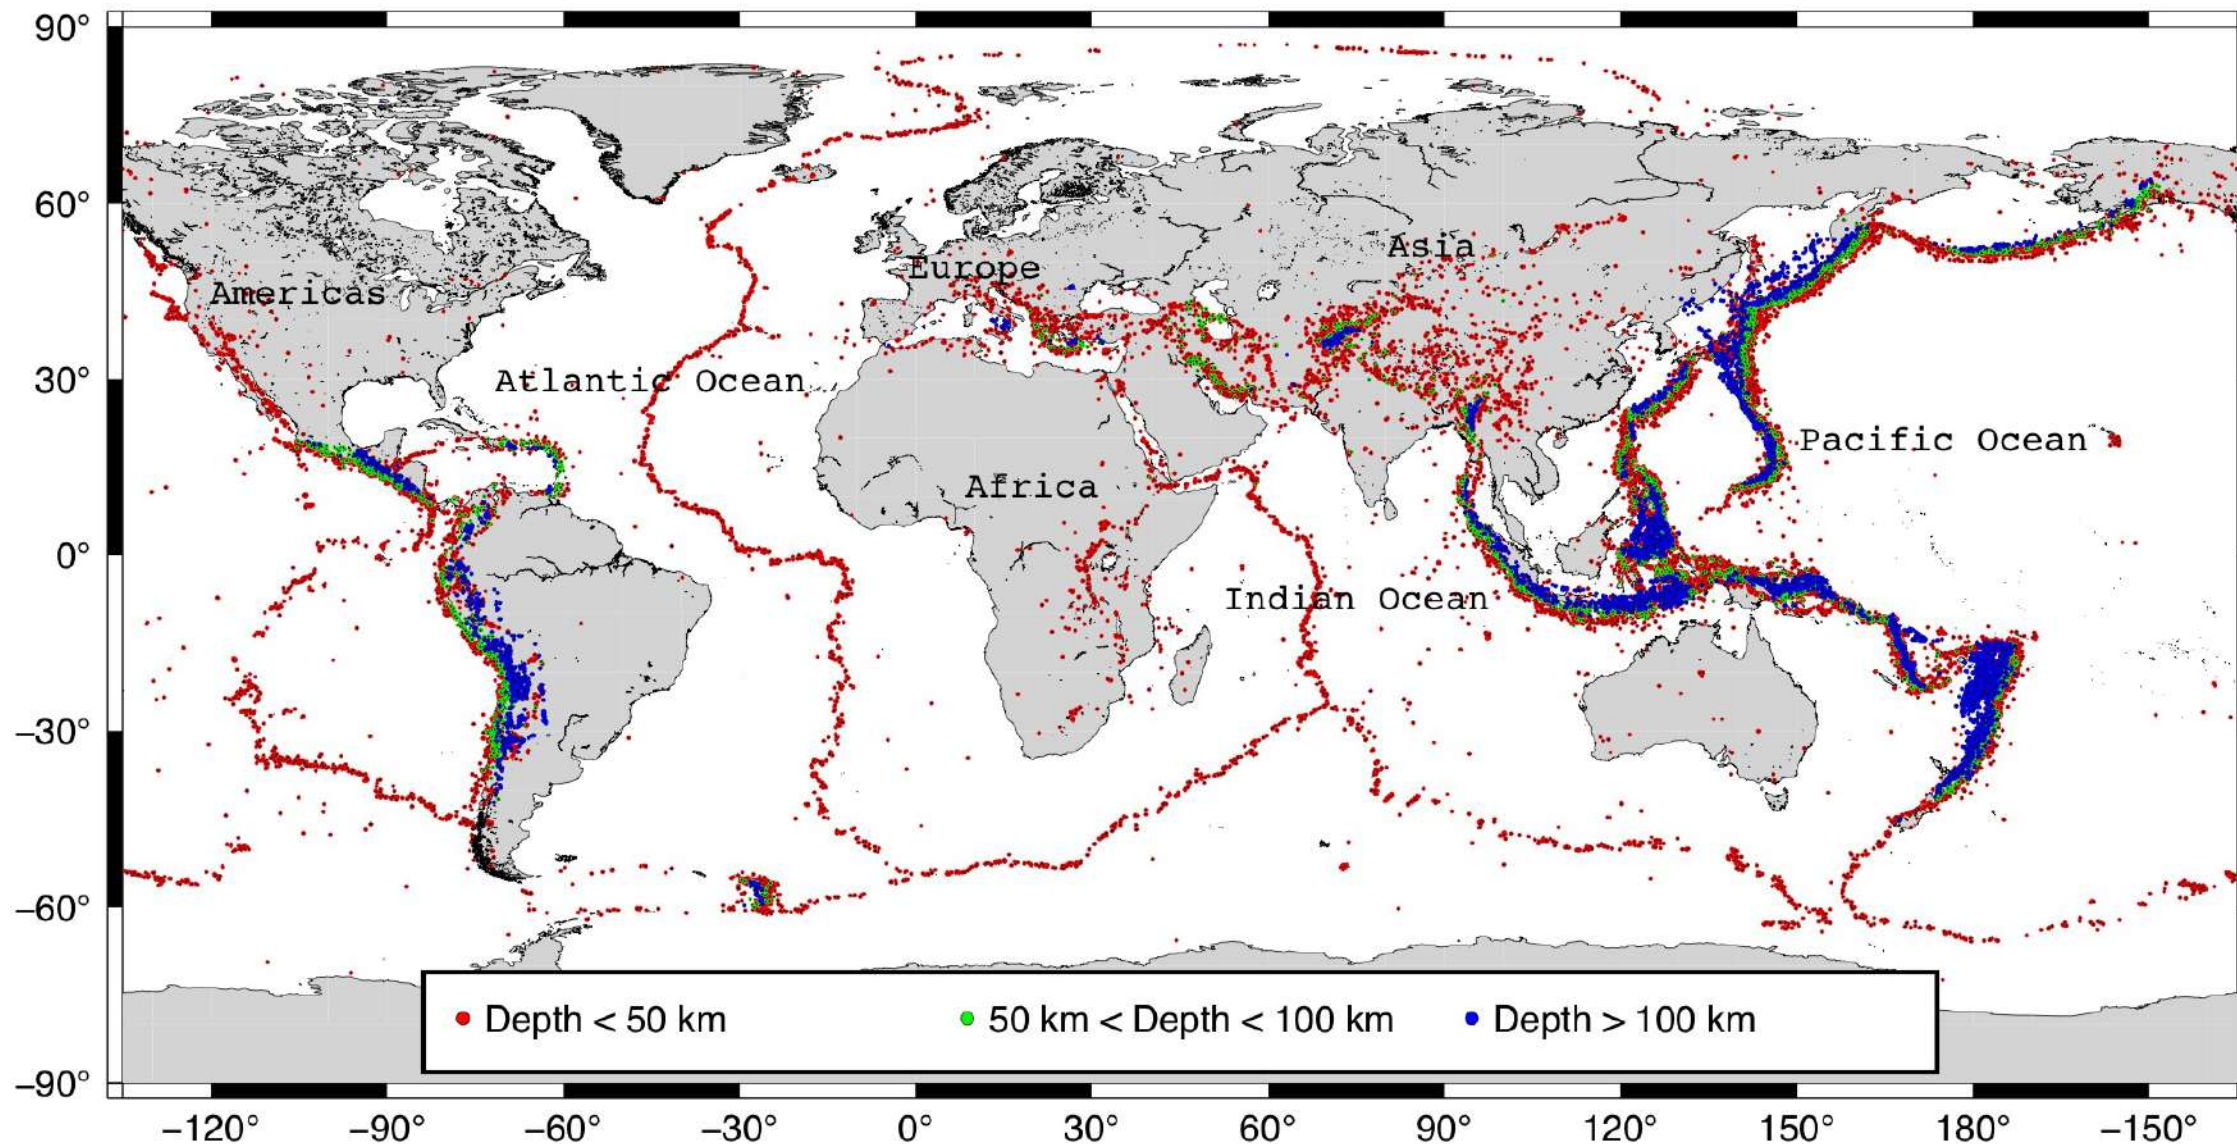 90°
60°
30°
0°
−30°
−60°
−90°
Asia
Europe
Americas
Atlantic Ocean
Pacific Ocean
Africa
Indian Ocean
Depth < 50 km
50 km < Depth < 100 km
Depth > 100 km
−120° −90° −60° −30° 0° 30° 60° 90° 120° 150° 180° −150°